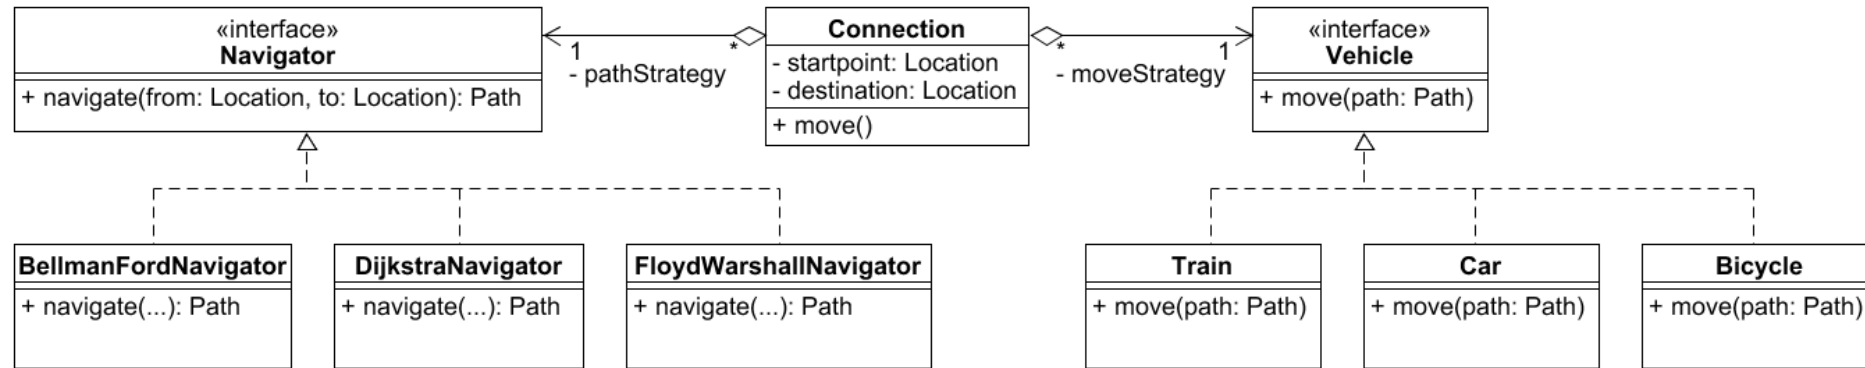 «interface»
Navigator
+ navigate(from: Location, to: Location): Path
1
*
- pathStrategy
Connection
- startpoint: Location
- destination: Location
+ move()
*
1
- moveStrategy
«interface»
Vehicle
+ move(path: Path)
BellmanFordNavigator
+ navigate(...): Path
DijkstraNavigator
+ navigate(...): Path
FloydWarshallNavigator
+ navigate(...): Path
Train
+ move(path: Path)
Car
+ move(path: Path)
Bicycle
+ move(path: Path)